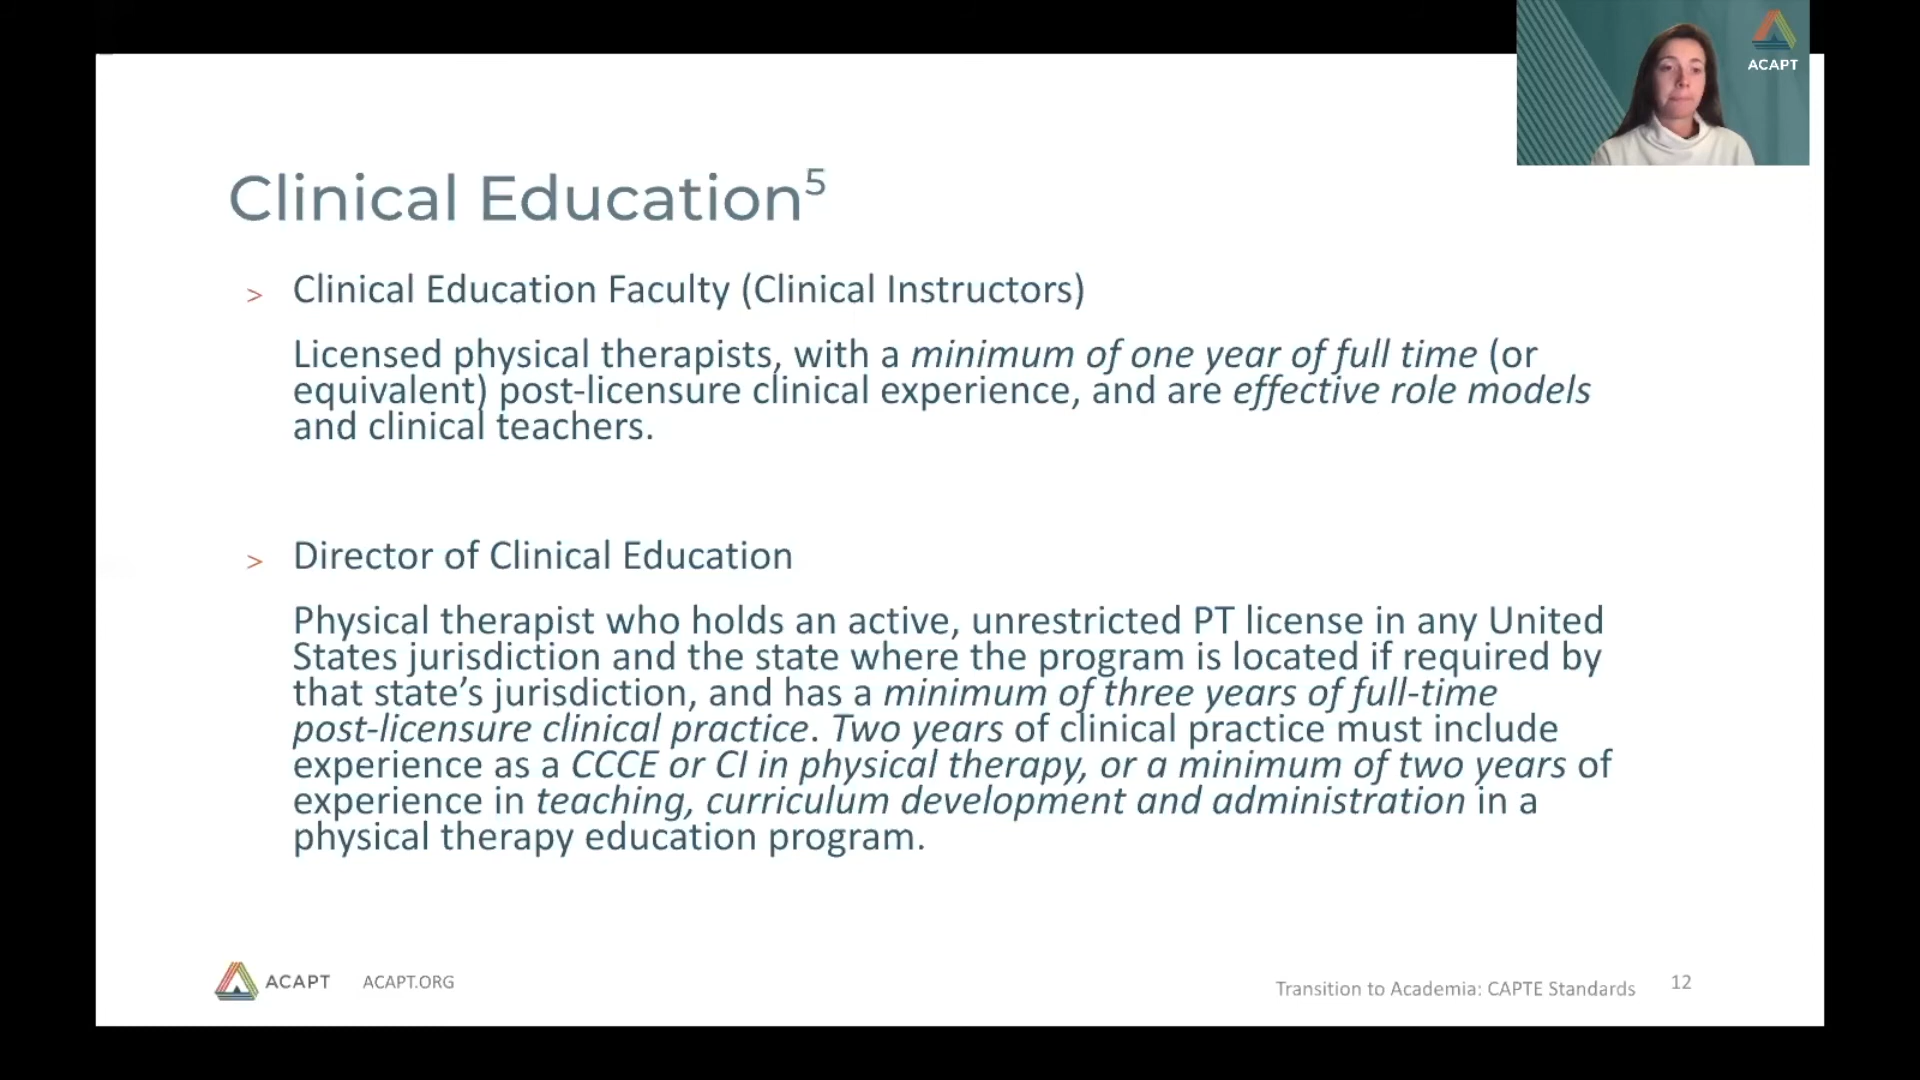 ACAPT
Clinical Education⁵
> Clinical Education Faculty (Clinical Instructors)
Licensed physical therapists, with a minimum of one year of full time (or
equivalent) post-licensure clinical experience, and are effective role models
and clinical teachers.
> Director of Clinical Education
Physical therapist who holds an active, unrestricted PT license in any United
States jurisdiction and the state where the program is located if required by
that state’s jurisdiction, and has a minimum of three years of full-time
post-licensure clinical practice. Two years of clinical practice must include
experience as a CCCE or CI in physical therapy, or a minimum of two years of
experience in teaching, curriculum development and administration in a
physical therapy education program.
ACAPT ACAPT.ORG
Transition to Academia: CAPTE Standards 12